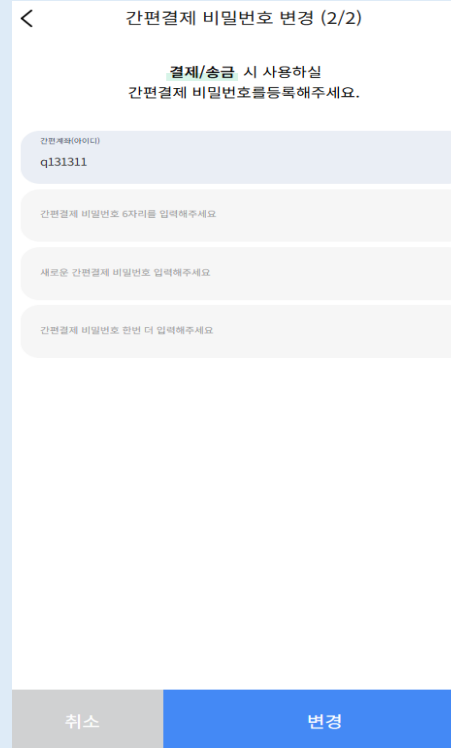 간편결제 비밀번호 변경 (2/2)
결제/송금 시 사용하실
간편결제 비밀번호를등록해주세요.
간편계좌(아이디)
q131311
간편결제 비밀번호 6자리를 입력해주세요
새로운 간편결제 비밀번호 입력해주세요
간편결제 비밀번호 한번 더 입력해주세요
취소
변경